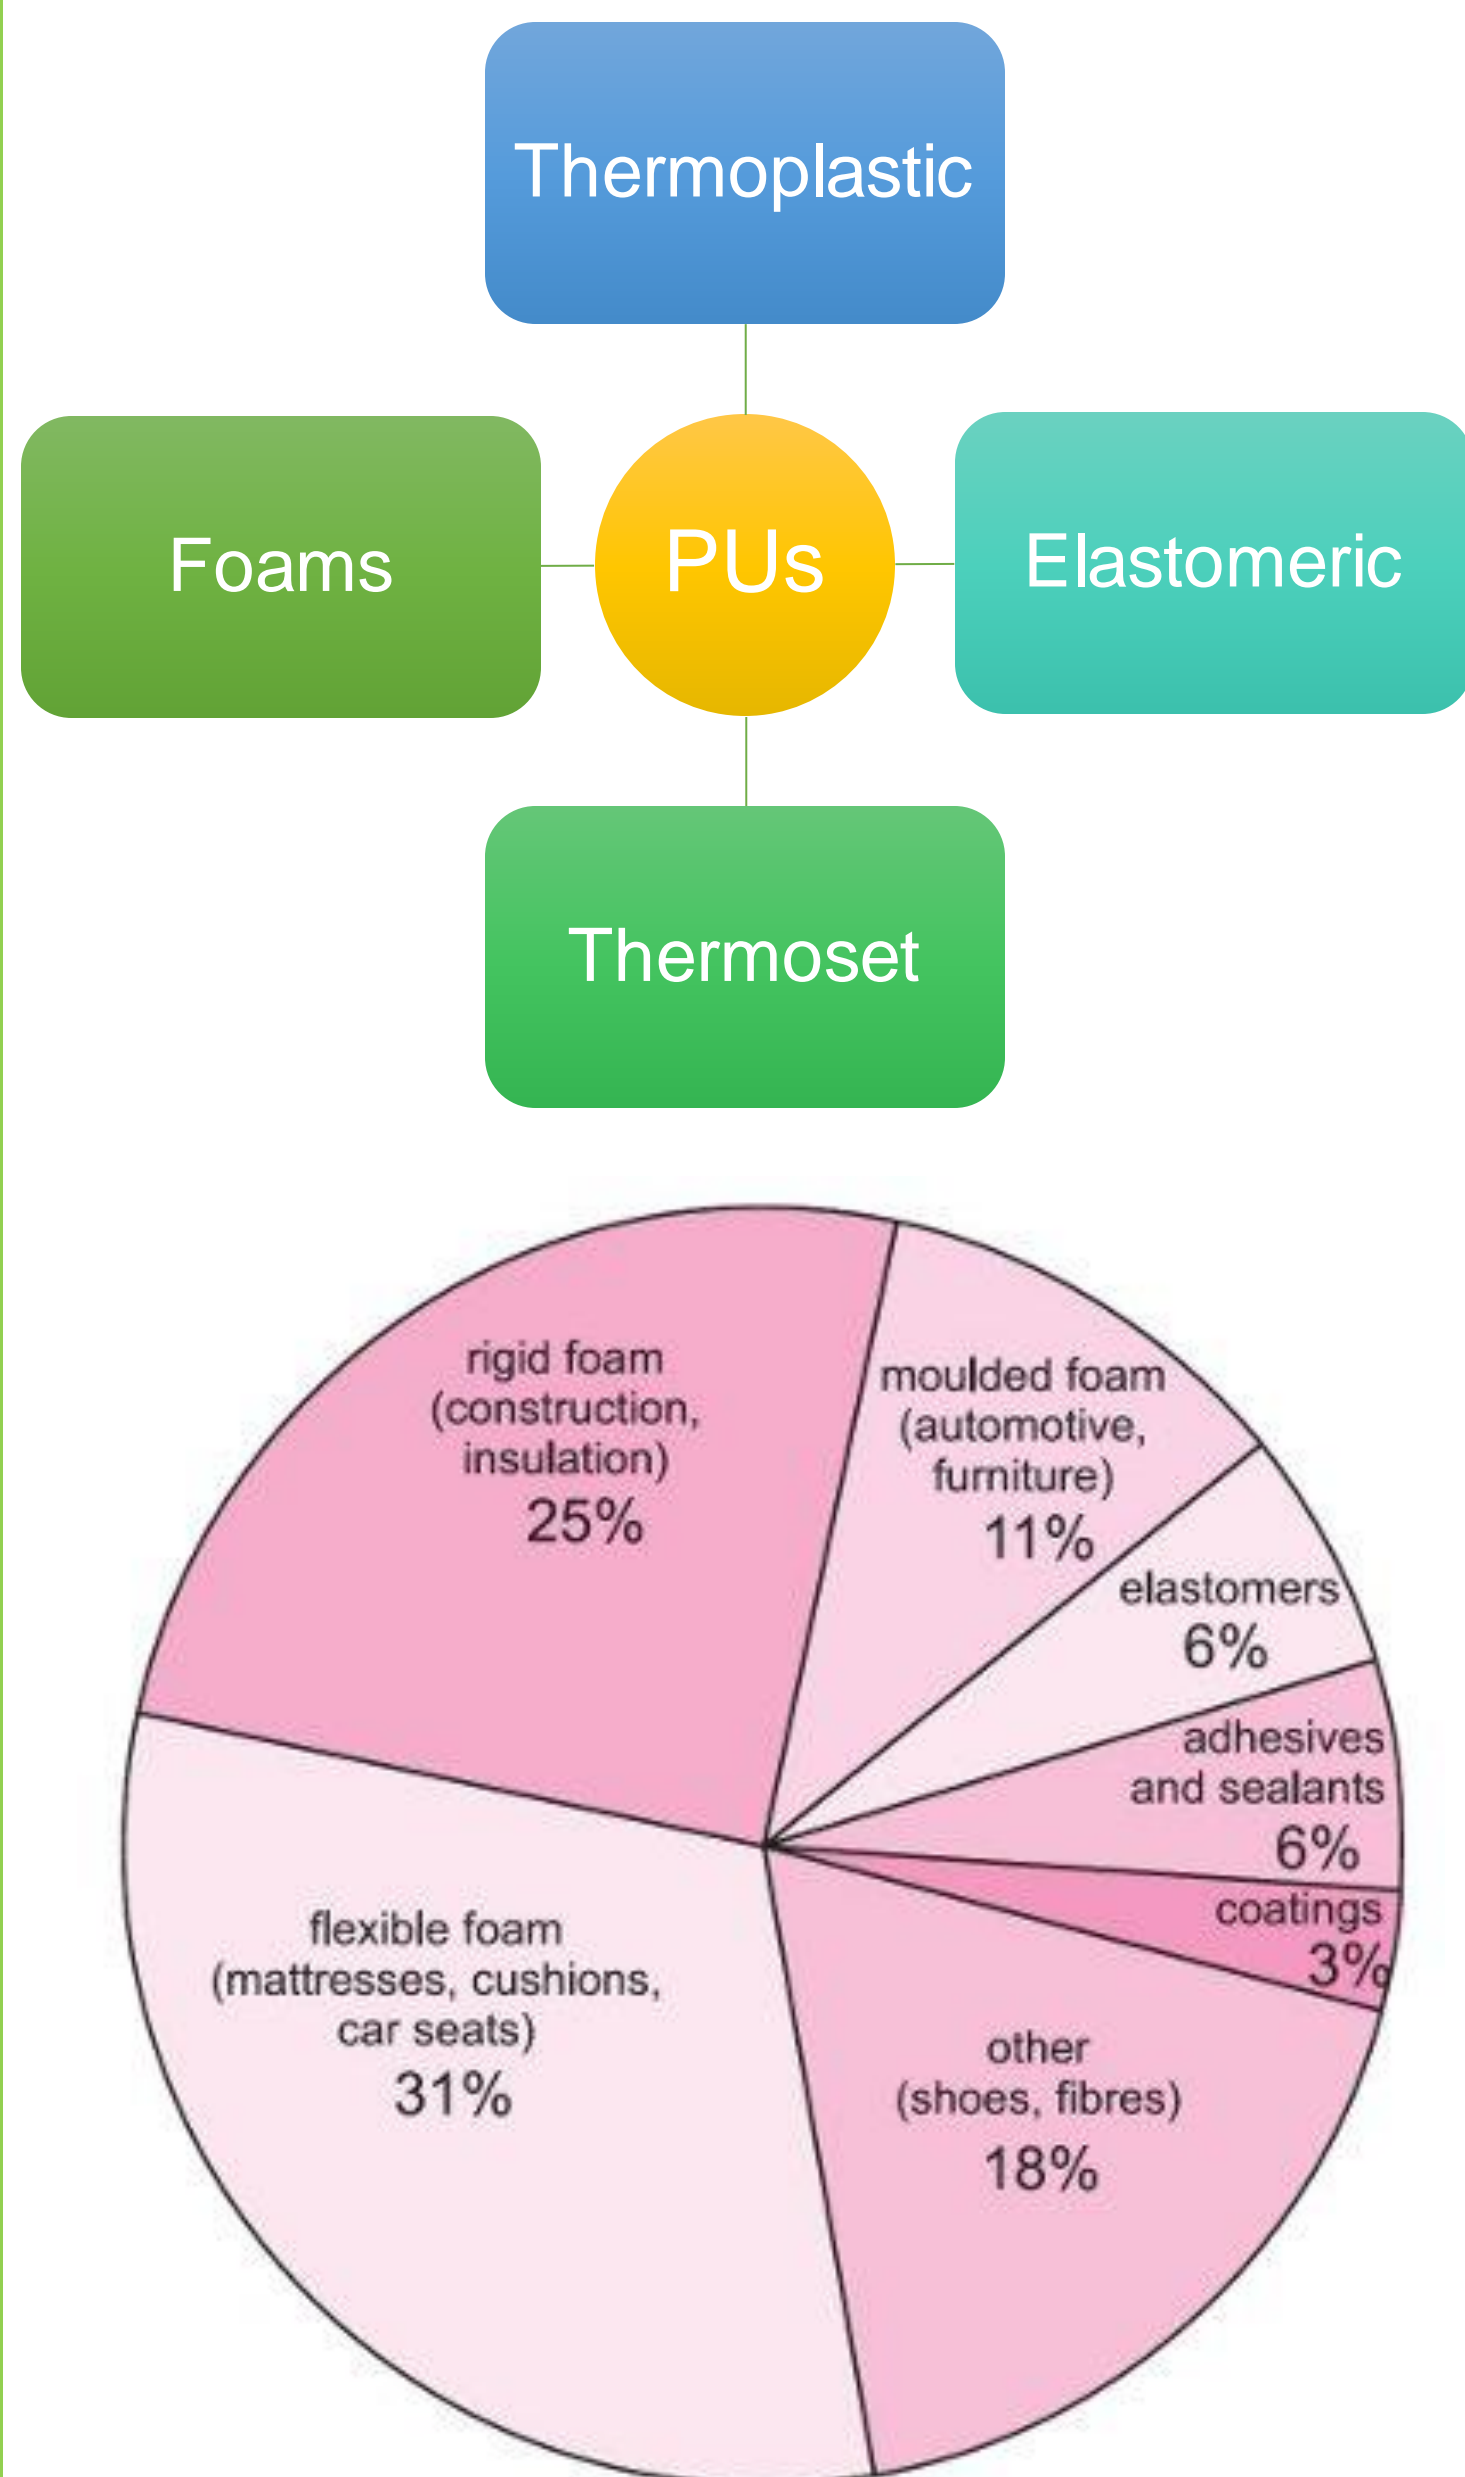 Thermoplastic
Foams
PUs
Elastomeric
Thermoset
rigid foam
(construction,
insulation)
25%
moulded foam
(automotive,
furniture)
11%
elastomers
6%
adhesives
and sealants
6%
coatings
3%
flexible foam
(mattresses, cushions,
car seats)
31%
other
(shoes, fibres)
18%